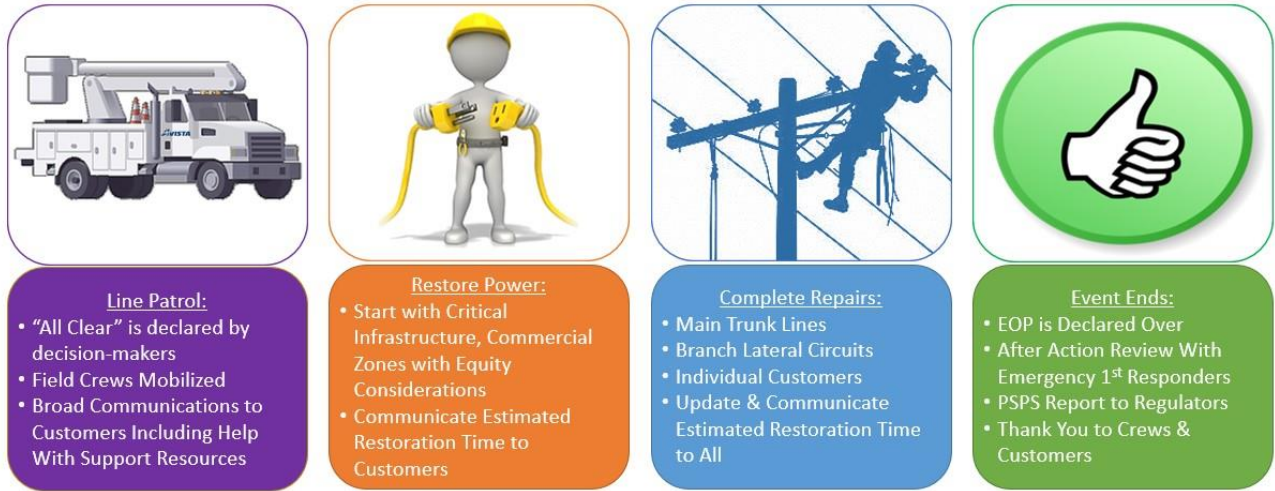 AVISTA
Line Patrol:
• “All Clear” is declared by
decision-makers
• Field Crews Mobilized
• Broad Communications to
Customers Including Help
With Support Resources
Restore Power:
• Start with Critical
Infrastructure, Commercial
Zones with Equity
Considerations
• Communicate Estimated
Restoration Time to
Customers
Complete Repairs:
• Main Trunk Lines
• Branch Lateral Circuits
• Individual Customers
• Update & Communicate
Estimated Restoration Time
to All
Event Ends:
• EOP is Declared Over
• After Action Review With
Emergency 1st Responders
• PSPS Report to Regulators
• Thank You to Crews &
Customers